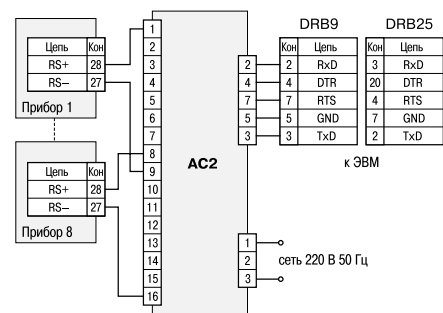 DRB9 DRB25
Цепь Кон
RS+ 28
RS– 27
Прибор 1
Цепь Кон
RS+ 28
RS– 27
Прибор 8
1
2
3
4
5
6
7
8
9
10
11
12
13
14
15
16
AC2
2
4
7
5
3
Кон Цепь
2 RxD
4 DTR
7 RTS
5 GND
3 TxD
Кон Цепь
3 RxD
20 DTR
4 RTS
7 GND
2 TxD
к ЭВМ
1
2
3
сеть 220 В 50 Гц